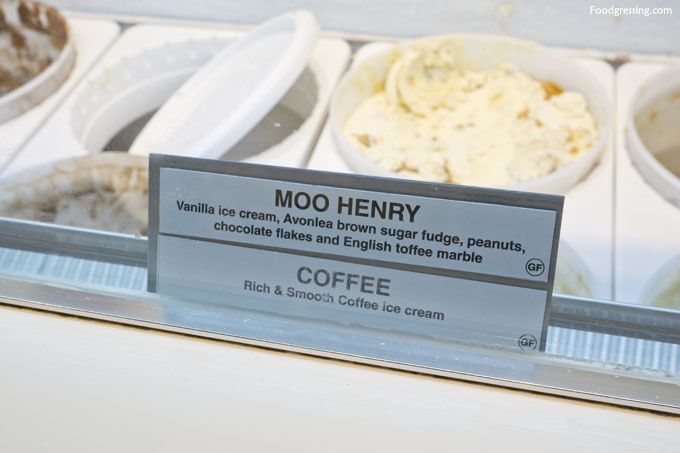 Foodgressing.com
MOO HENRY
Vanilla ice cream, Avonlea brown sugar fudge, peanuts,
chocolate flakes and English toffee marble
GF
COFFEE
Rich & Smooth Coffee ice cream
GF